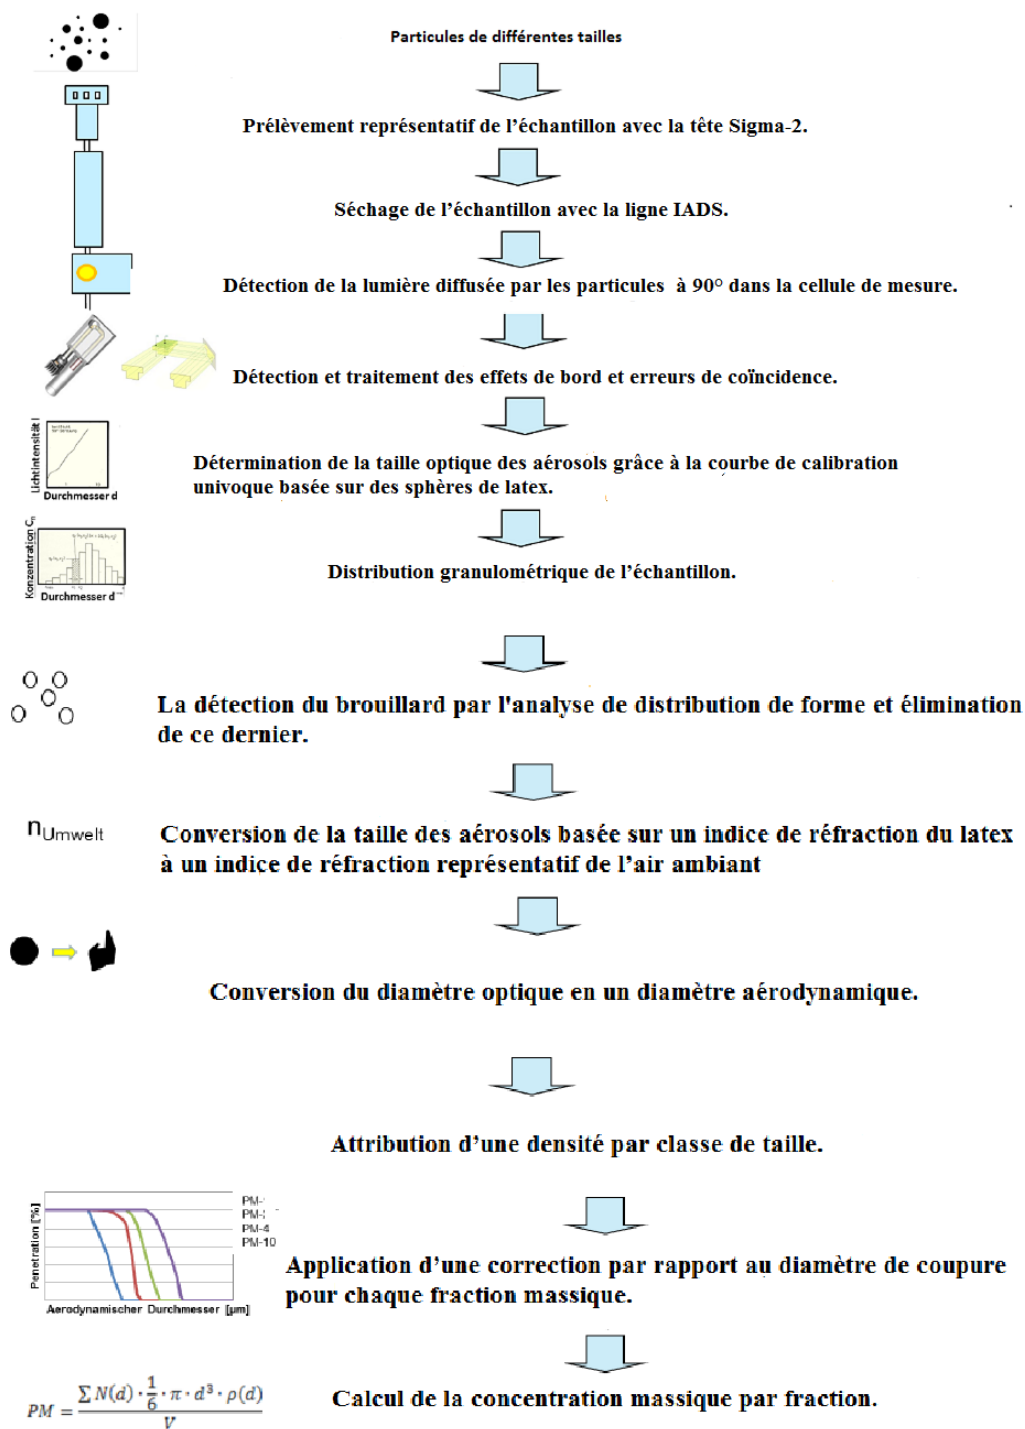 Particules de différentes tailles
Prélèvement représentatif de l'échantillon avec la tête Sigma-2.
Séchage de l'échantillon avec la ligne IADS.
Détection de la lumière diffusée par les particules à 90° dans la cellule de mesure.
Détection et traitement des effets de bord et erreurs de coïncidence.
Lichtintensität I
Durchmesser d
Détermination de la taille optique des aérosols grâce à la courbe de calibration
univoque basée sur des sphères de latex.
Konzentration Cn
Durchmesser d
Distribution granulométrique de l'échantillon.
La détection du brouillard par l'analyse de distribution de forme et élimination
de ce dernier.
nUmwelt
Conversion de la taille des aérosols basée sur un indice de réfraction du latex
à un indice de réfraction représentatif de l'air ambiant
Conversion du diamètre optique en un diamètre aérodynamique.
Attribution d'une densité par classe de taille.
Penetration [%]
PM-
PM-
PM-4
PM-10
Aerodynamischer Durchmesser [µm]
Application d'une correction par rapport au diamètre de coupure
pour chaque fraction massique.
PM = ∑ N(d) · 1/6 · π · d³ · ρ(d) / V
Calcul de la concentration massique par fraction.